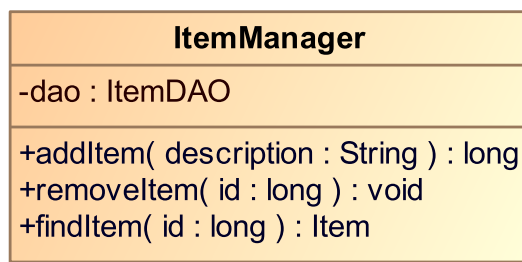 ItemManager
-dao : ItemDAO
+addItem( description : String ) : long
+removeItem( id : long ) : void
+findItem( id : long ) : Item